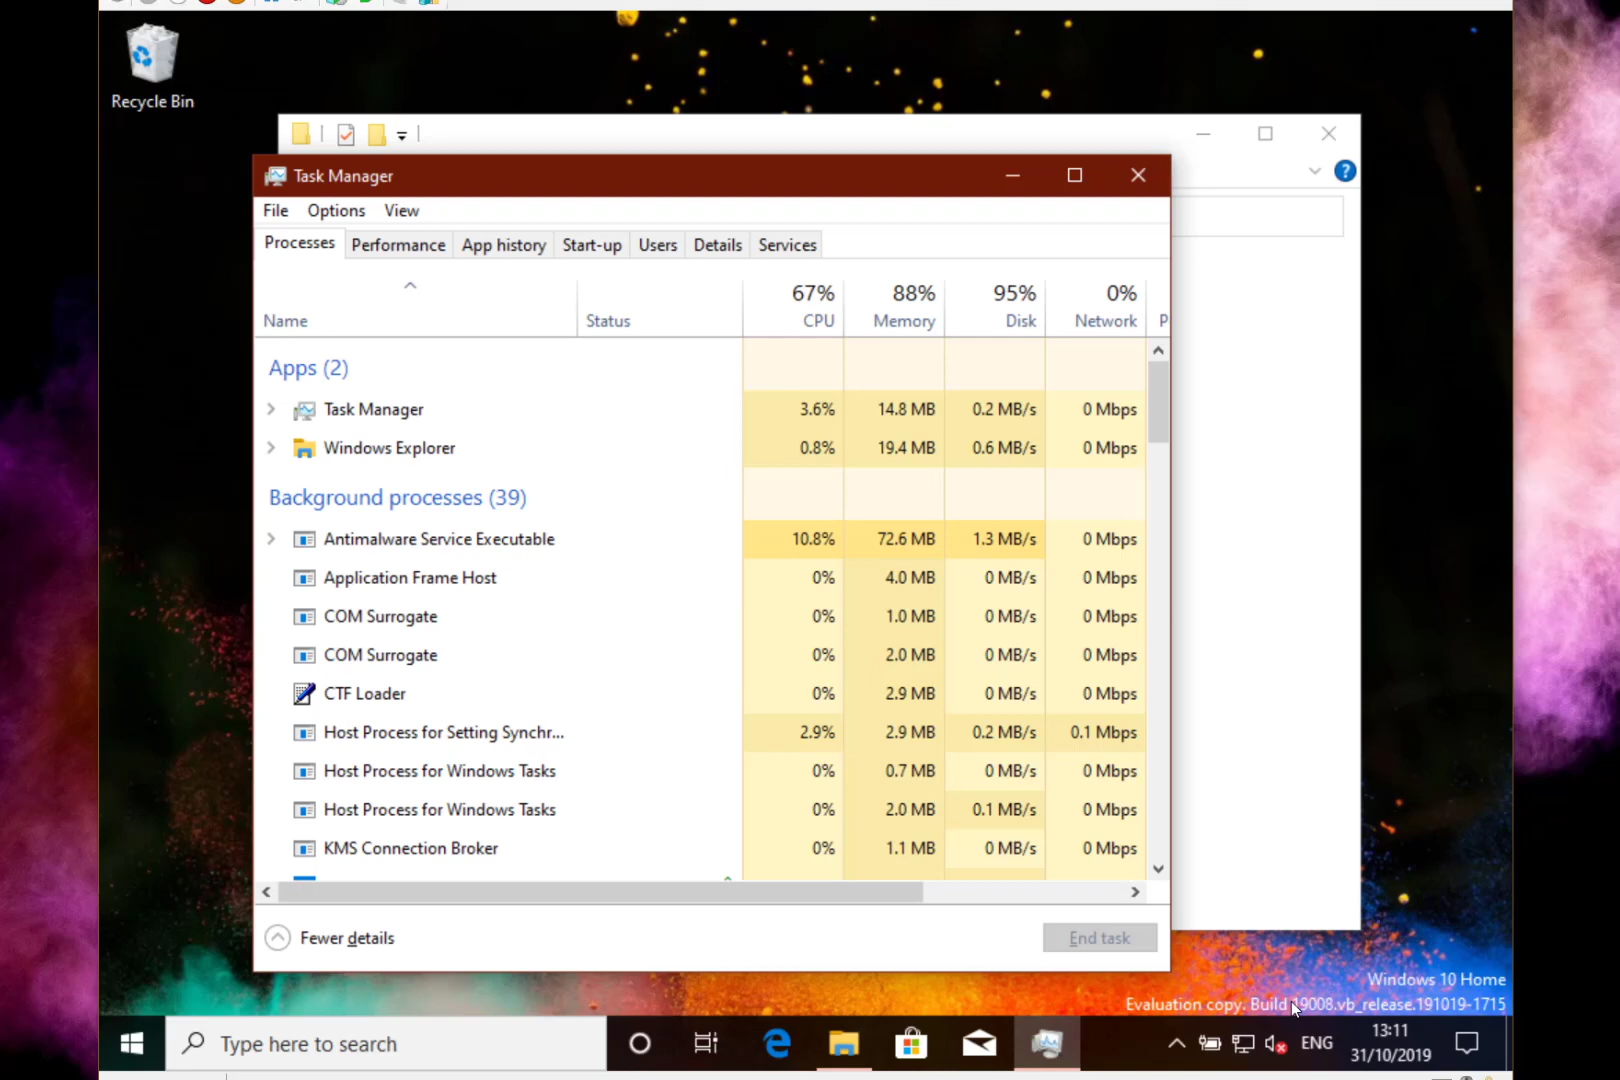 Recycle Bin
?
Task Manager
File Options View
Processes Performance App history Start-up Users Details Services
67% 88% 95% 0%
Name Status CPU Memory Disk Network P
Apps (2)
Task Manager 3.6% 14.8 MB 0.2 MB/s 0 Mbps
Windows Explorer 0.8% 19.4 MB 0.6 MB/s 0 Mbps
Background processes (39)
Antimalware Service Executable 10.8% 72.6 MB 1.3 MB/s 0 Mbps
Application Frame Host 0% 4.0 MB 0 MB/s 0 Mbps
COM Surrogate 0% 1.0 MB 0 MB/s 0 Mbps
COM Surrogate 0% 2.0 MB 0 MB/s 0 Mbps
CTF Loader 0% 2.9 MB 0 MB/s 0 Mbps
Host Process for Setting Synchr... 2.9% 2.9 MB 0.2 MB/s 0.1 Mbps
Host Process for Windows Tasks 0% 0.7 MB 0 MB/s 0 Mbps
Host Process for Windows Tasks 0% 2.0 MB 0.1 MB/s 0 Mbps
KMS Connection Broker 0% 1.1 MB 0 MB/s 0 Mbps
Fewer details End task
Windows 10 Home
Evaluation copy. Build 19008.vb_release.191019-1715
Type here to search ENG 13:11
31/10/2019